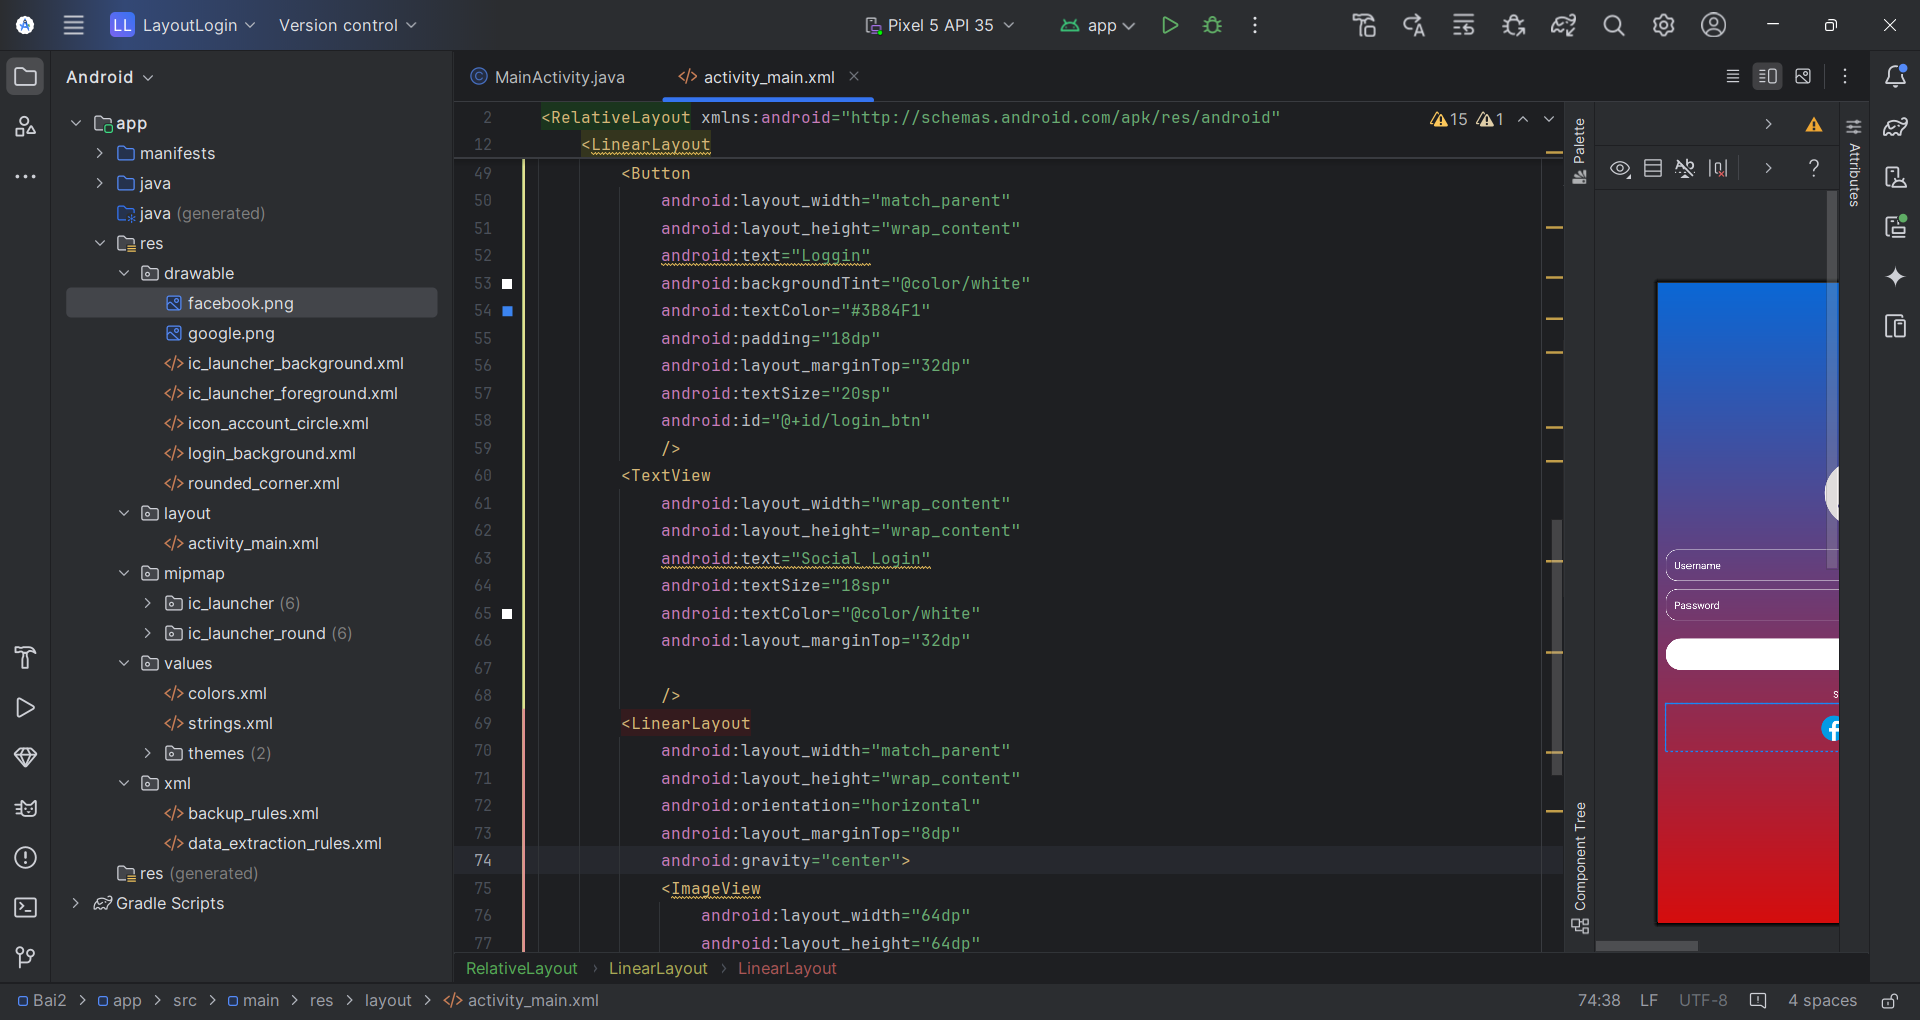 LL LayoutLogin Version control Pixel 5 API 35 app
Android
app
manifests
java
java (generated)
res
drawable
facebook.png
google.png
ic_launcher_background.xml
ic_launcher_foreground.xml
icon_account_circle.xml
login_background.xml
rounded_corner.xml
layout
activity_main.xml
mipmap
ic_launcher (6)
ic_launcher_round (6)
values
colors.xml
strings.xml
themes (2)
xml
backup_rules.xml
data_extraction_rules.xml
res (generated)
Gradle Scripts
MainActivity.java activity_main.xml
2 <RelativeLayout xmlns:android="http://schemas.android.com/apk/res/android" 15 1
12 <LinearLayout
49 <Button
50 android:layout_width="match_parent"
51 android:layout_height="wrap_content"
52 android:text="Loggin"
53 android:backgroundTint="@color/white"
54 android:textColor="#3B84F1"
55 android:padding="18dp"
56 android:layout_marginTop="32dp"
57 android:textSize="20sp"
58 android:id="@+id/login_btn"
59 />
60 <TextView
61 android:layout_width="wrap_content"
62 android:layout_height="wrap_content"
63 android:text="Social Login"
64 android:textSize="18sp"
65 android:textColor="@color/white"
66 android:layout_marginTop="32dp"
67
68 />
69 <LinearLayout
70 android:layout_width="match_parent"
71 android:layout_height="wrap_content"
72 android:orientation="horizontal"
73 android:layout_marginTop="8dp"
74 android:gravity="center">
75 <ImageView
76 android:layout_width="64dp"
77 android:layout_height="64dp"
RelativeLayout › LinearLayout › LinearLayout
Palette
Component Tree
?
Username
Password
S
Attributes
Bai2 > app > src > main > res > layout > activity_main.xml
74:38 LF UTF-8 4 spaces